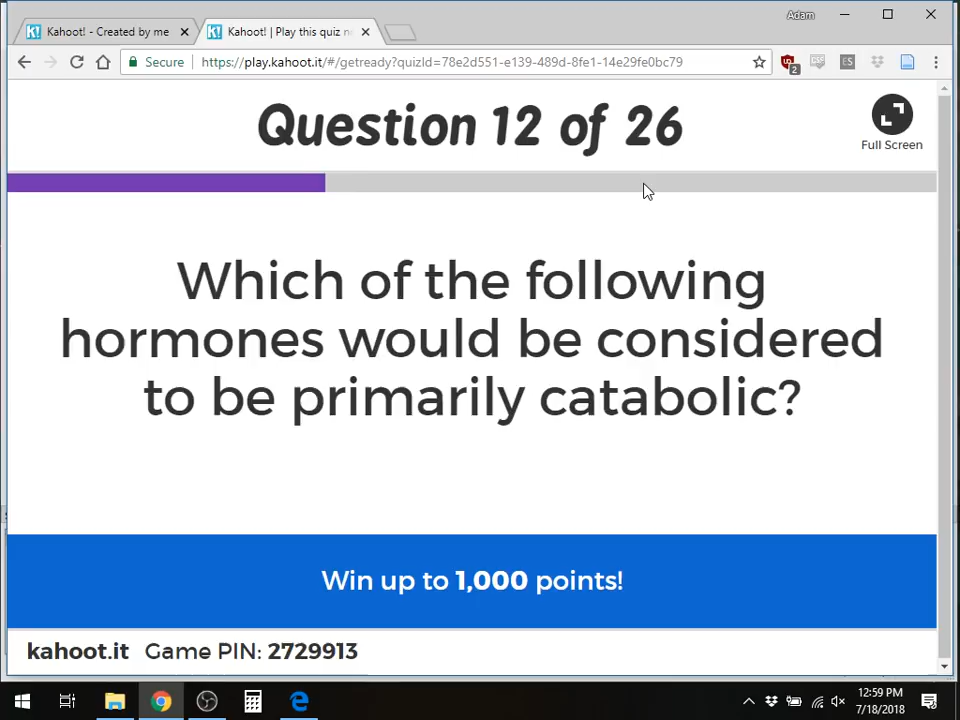 Adam
Kahoot! - Created by me
Kahoot! | Play this quiz n
Secure
https://play.kahoot.it/#/getready?quizId=78e2d551-e139-489d-8fe1-14e29fe0bc79
2
ES
Question 12 of 26
Full Screen
Which of the following
hormones would be considered
to be primarily catabolic?
Win up to 1,000 points!
kahoot.it Game PIN: 2729913
12:59 PM
7/18/2018